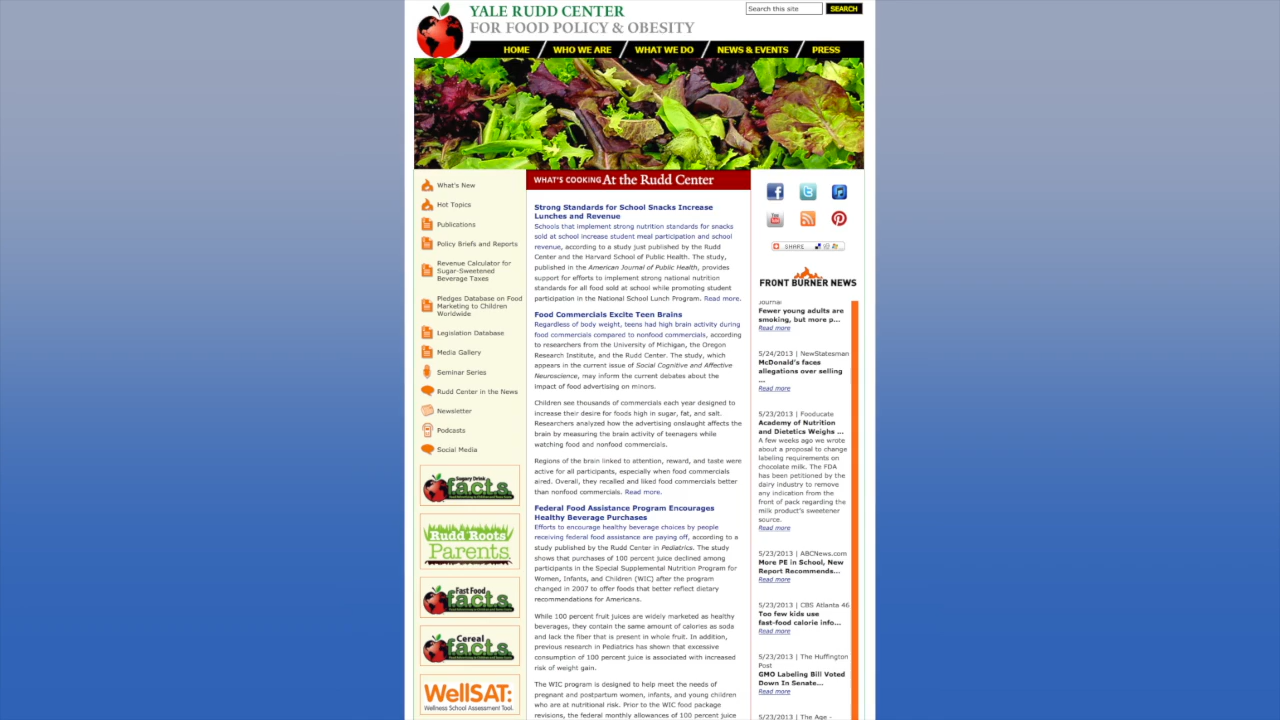 YALE RUDD CENTER
FOR FOOD POLICY & OBESITY
Search this site
SEARCH
HOME
WHO WE ARE
WHAT WE DO
NEWS & EVENTS
PRESS
What's New
Hot Topics
Publications
Policy Briefs and Reports
Revenue Calculator for
Sugar-Sweetened
Beverage Taxes
Pledges Database on Food
Marketing to Children
Worldwide
Legislation Database
Media Gallery
Seminar Series
Rudd Center in the News
Newsletter
Podcasts
Social Media
Sugary Drink
facts.
Rudd Roots
Parents.
Fast Food
facts.
Cereal
facts.
WellSAT:
Wellness School Assessment Tool.
WHAT'S COOKING At the Rudd Center
Strong Standards for School Snacks Increase
Lunches and Revenue
Schools that implement strong nutrition standards for snacks
sold at school increase student meal participation and school
revenue, according to a study just published by the Rudd
Center and the Harvard School of Public Health. The study,
published in the American Journal of Public Health, provides
support for efforts to implement strong national nutrition
standards for all food sold at school while promoting student
participation in the National School Lunch Program. Read more.
Food Commercials Excite Teen Brains
Regardless of body weight, teens had high brain activity during
food commercials compared to nonfood commercials, according
to researchers from the University of Michigan, the Oregon
Research Institute, and the Rudd Center. The study, which
appears in the current issue of Social Cognitive and Affective
Neuroscience, may inform the current debates about the
impact of food advertising on minors.
Children see thousands of commercials each year designed to
increase their desire for foods high in sugar, fat, and salt.
Researchers analyzed how the advertising onslaught affects the
brain by measuring the brain activity of teenagers while
watching food and nonfood commercials.
Regions of the brain linked to attention, reward, and taste were
active for all participants, especially when food commercials
aired. Overall, they recalled and liked food commercials better
than nonfood commercials. Read more.
Federal Food Assistance Program Encourages
Healthy Beverage Purchases
Efforts to encourage healthy beverage choices by people
receiving federal food assistance are paying off, according to a
study published by the Rudd Center in Pediatrics. The study
shows that purchases of 100 percent juice declined among
participants in the Special Supplemental Nutrition Program for
Women, Infants, and Children (WIC) after the program
changed in 2007 to offer foods that better reflect dietary
recommendations for Americans.
While 100 percent fruit juices are widely marketed as healthy
beverages, they contain the same amount of calories as soda
and lack the fiber that is present in whole fruit. In addition,
previous research in Pediatrics has shown that excessive
consumption of 100 percent juice is associated with increased
risk of weight gain.
The WIC program is designed to help meet the needs of
pregnant and postpartum women, infants, and young children
who are at nutritional risk. Prior to the WIC food package
revisions, the federal monthly allowances of 100 percent juice
You
Tube
SHARE
FRONT BURNER NEWS
Journal
Fewer young adults are
smoking, but more p...
Read more
5/24/2013 | NewStatesman
McDonald's faces
allegations over selling
...
Read more
5/23/2013 | Fooducate
Academy of Nutrition
and Dietetics Weighs ...
A few weeks ago we wrote
about a proposal to change
labeling requirements on
chocolate milk. The FDA
has been petitioned by the
dairy industry to remove
any indication from the
front of pack regarding the
milk product's sweetener
source.
Read more
5/23/2013 | ABCNews.com
More PE in School, New
Report Recommends...
Read more
5/23/2013 | CBS Atlanta 46
Too few kids use
fast-food calorie info...
Read more
5/23/2013 | The Huffington
Post
GMO Labeling Bill Voted
Down In Senate...
Read more
5/23/2013 | The Age -